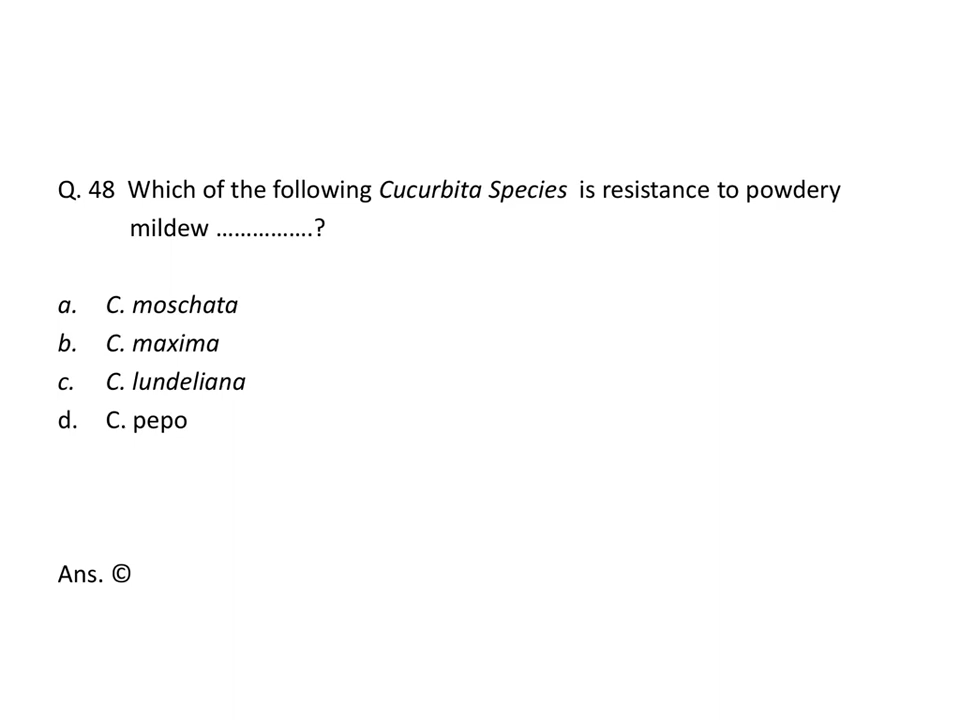 Q. 48 Which of the following Cucurbita Species is resistance to powdery
mildew …………….?
a. C. moschata
b. C. maxima
c. C. lundeliana
d. C. pepo
Ans. ©